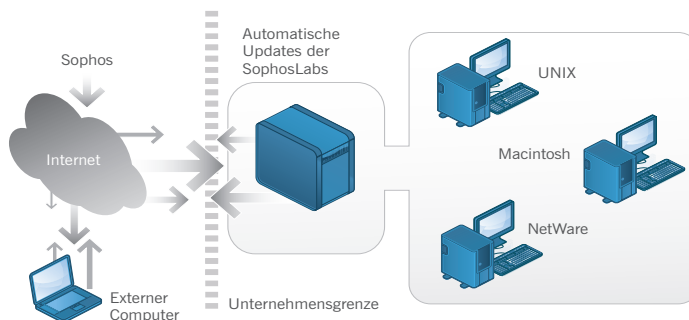 Sophos
Internet
Externer
Computer
Automatische
Updates der
SophosLabs
Unternehmensgrenze
UNIX
Macintosh
NetWare